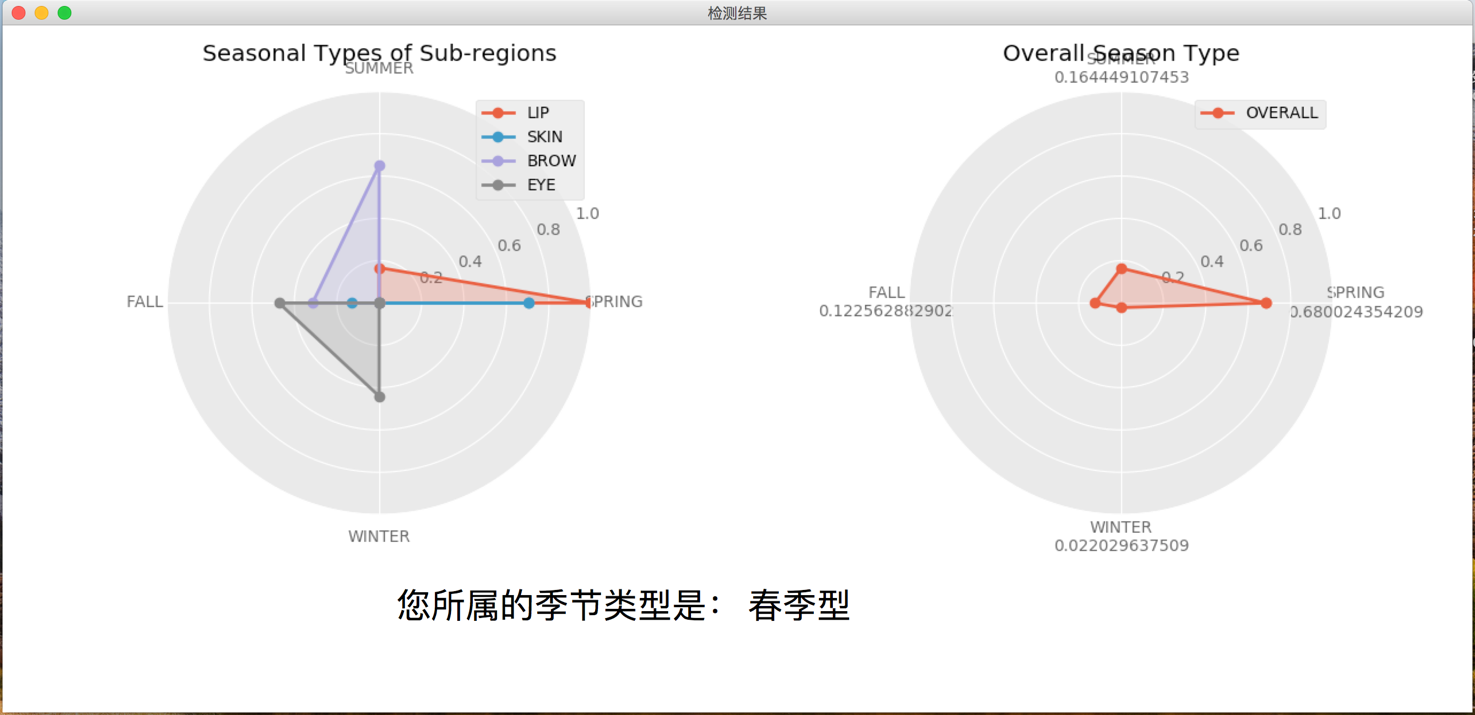 检测结果
Seasonal Types of Sub-regions
SUMMER
LIP
SKIN
BROW
EYE
1.0
0.8
0.6
0.4
0.2
FALL
SPRING
WINTER
Overall Season Type
SUMMER
0.164449107453
OVERALL
1.0
0.8
0.6
0.4
0.2
FALL
0.122562882902
SPRING
0.680024354209
WINTER
0.022029637509
您所属的季节类型是： 春季型